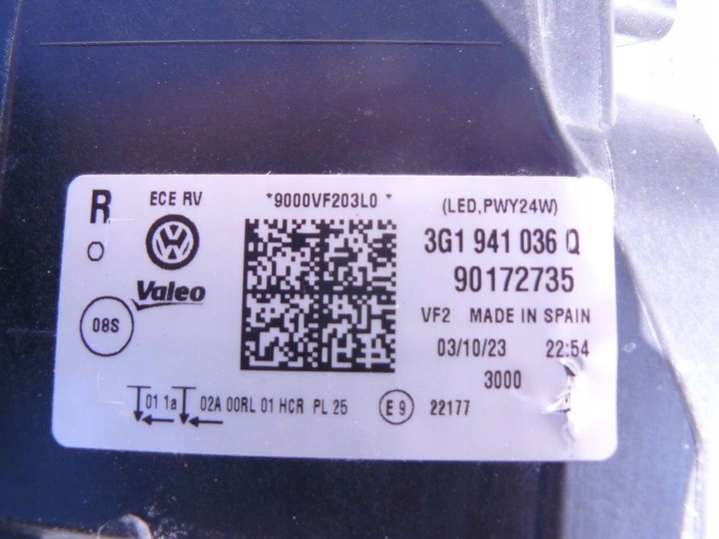 R ECE RV *9000VF203L0 * (LED,PWY24W)
O 3G1 941 036 Q
Valeo 90172735
08S VF2 MADE IN SPAIN
03/10/23 22:54
3000
01 1a 02A 00RL 01 HCR PL 25 E9 22177